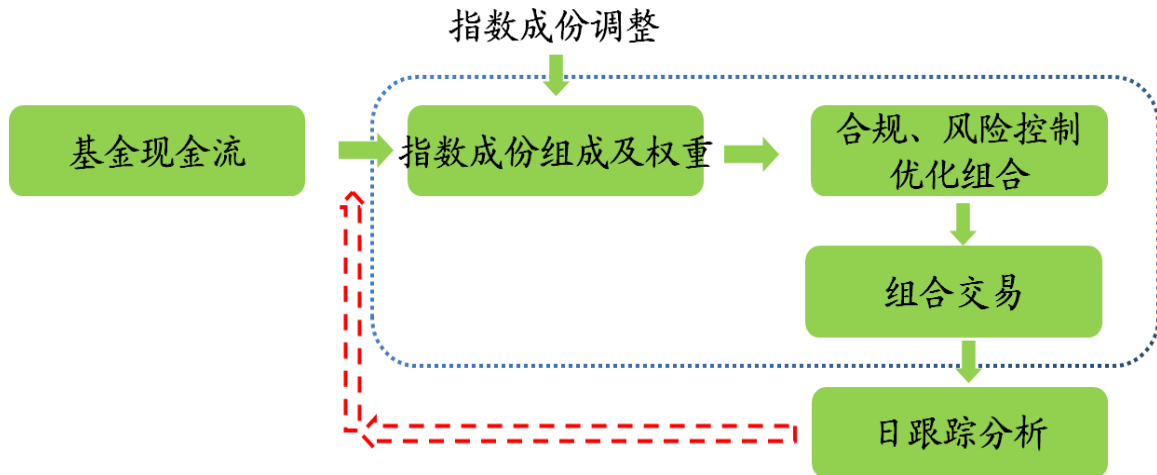 指数成份调整
基金现金流
指数成份组成及权重
合规、风险控制
优化组合
组合交易
日跟踪分析